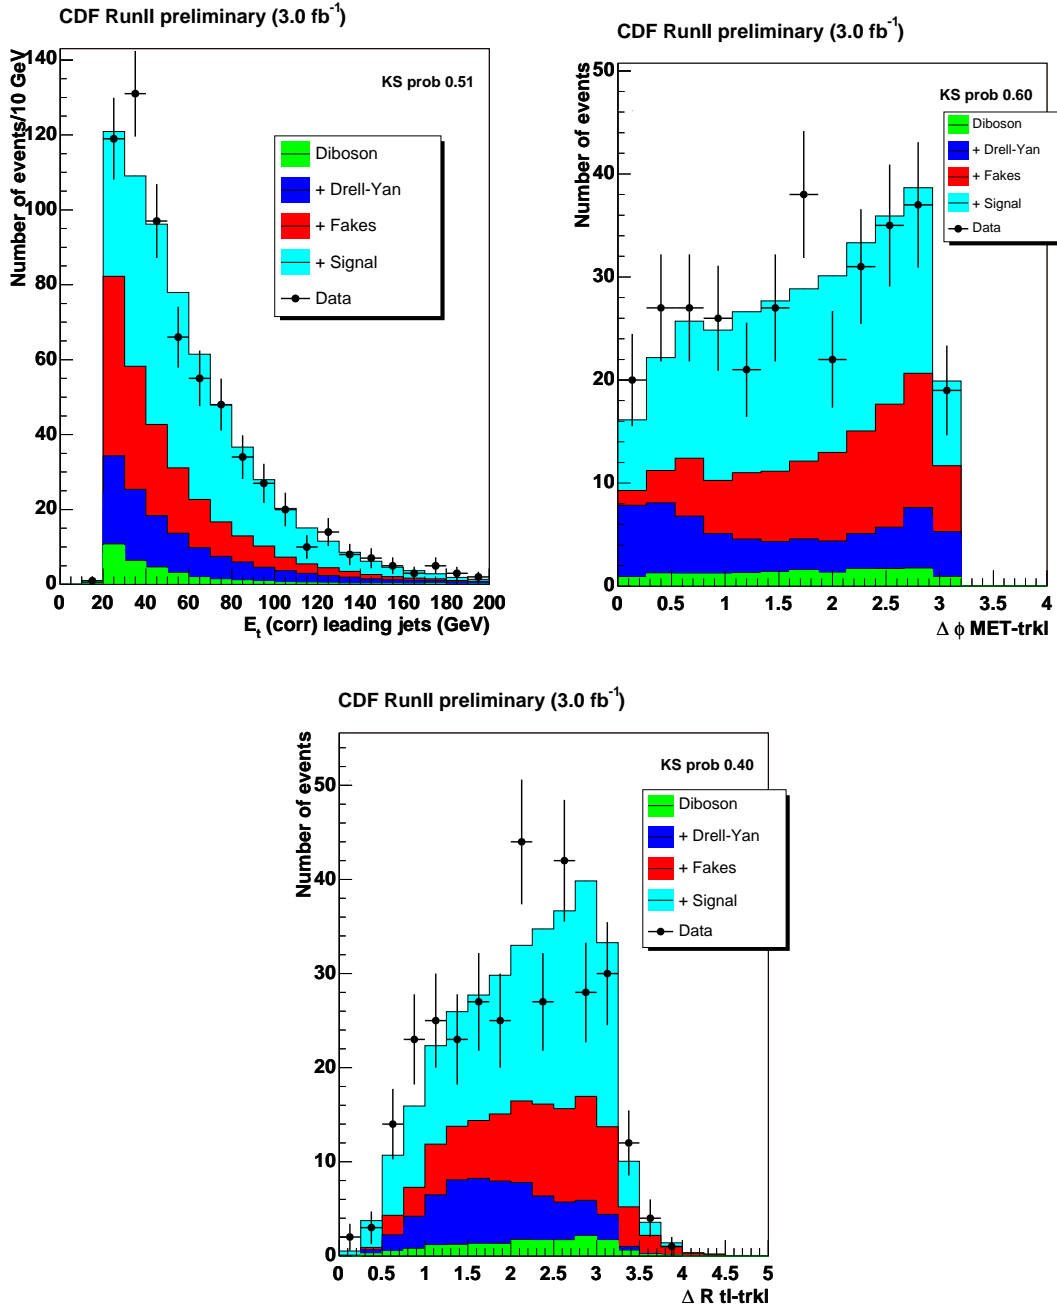 CDF RunII preliminary (3.0 fb⁻¹)
Number of events/10 GeV
KS prob 0.51
Diboson
+ Drell-Yan
+ Fakes
+ Signal
Data
140
120
100
80
60
40
20
0
0 20 40 60 80 100 120 140 160 180 200
E_t (corr) leading jets (GeV)
CDF RunII preliminary (3.0 fb⁻¹)
Number of events
KS prob 0.60
Diboson
+ Drell-Yan
+ Fakes
+ Signal
Data
50
40
30
20
10
0
0 0.5 1 1.5 2 2.5 3 3.5 4
Δ ϕ MET-trkl
CDF RunII preliminary (3.0 fb⁻¹)
Number of events
KS prob 0.40
Diboson
+ Drell-Yan
+ Fakes
+ Signal
Data
50
40
30
20
10
0
0 0.5 1 1.5 2 2.5 3 3.5 4 4.5 5
Δ R tl-trkl